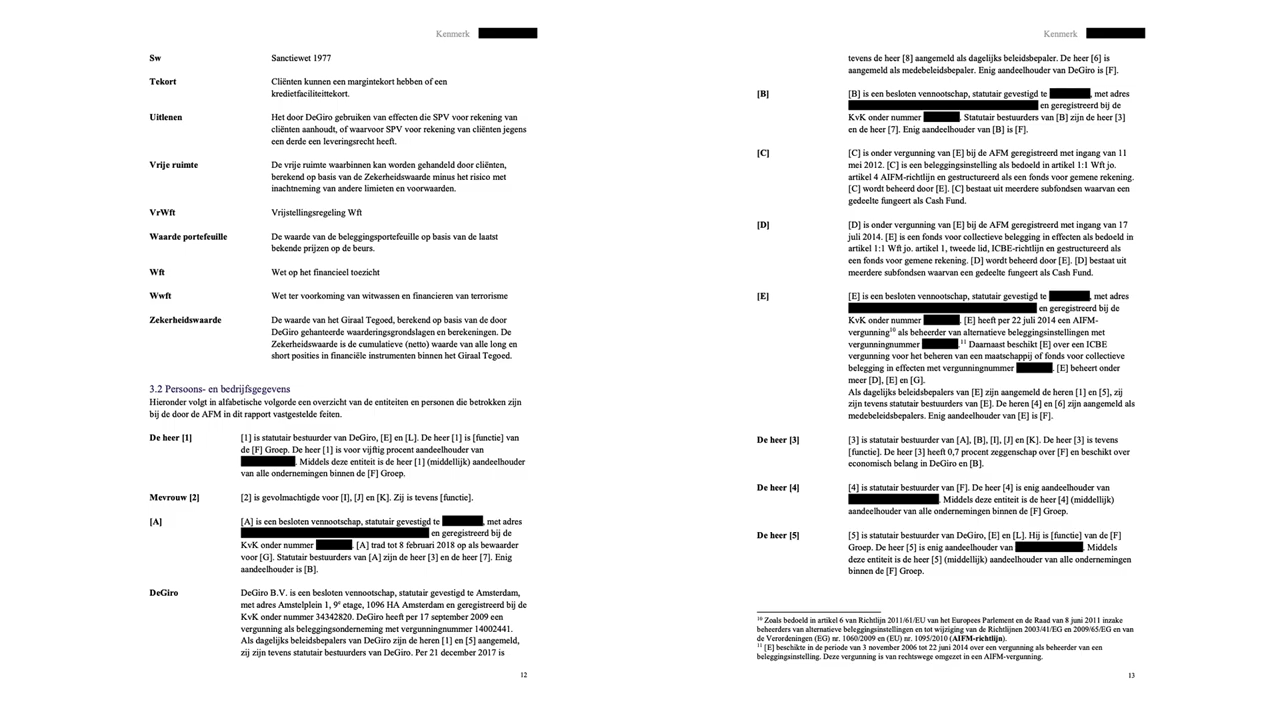 Kenmerk
Sw Sanctiewet 1977
Tekort Cliënten kunnen een margintekort hebben of een
kredietfaciliteittekort.
Uitlenen Het door DeGiro gebruiken van effecten die SPV voor rekening van
cliënten aanhoudt, of waarvoor SPV voor rekening van cliënten jegens
een derde een leveringsrecht heeft.
Vrije ruimte De vrije ruimte waarbinnen kan worden gehandeld door cliënten,
berekend op basis van de Zekerheidswaarde minus het risico met
inachtneming van andere limieten en voorwaarden.
VrWft Vrijstellingsregeling Wft
Waarde portefeuille De waarde van de beleggingsportefeuille op basis van de laatst
bekende prijzen op de beurs.
Wft Wet op het financieel toezicht
Wwft Wet ter voorkoming van witwassen en financieren van terrorisme
Zekerheidswaarde De waarde van het Giraal Tegoed, berekend op basis van de door
DeGiro gehanteerde waarderingsgrondslagen en berekeningen. De
Zekerheidswaarde is de cumulatieve (netto) waarde van alle long en
short posities in financiële instrumenten binnen het Giraal Tegoed.
3.2 Persoons- en bedrijfsgegevens
Hieronder volgt in alfabetische volgorde een overzicht van de entiteiten en personen die betrokken zijn
bij de door de AFM in dit rapport vastgestelde feiten.
De heer [1] [1] is statutair bestuurder van DeGiro, [E] en [L]. De heer [1] is [functie] van
de [F] Groep. De heer [1] is voor vijftig procent aandeelhouder van
. Middels deze entiteit is de heer [1] (middellijk) aandeelhouder
van alle ondernemingen binnen de [F] Groep.
Mevrouw [2] [2] is gevolmachtigde voor [I], [J] en [K]. Zij is tevens [functie].
[A] [A] is een besloten vennootschap, statutair gevestigd te , met adres
en geregistreerd bij de
KvK onder nummer . [A] trad tot 8 februari 2018 op als bewaarder
voor [G]. Statutair bestuurders van [A] zijn de heer [3] en de heer [7]. Enig
aandeelhouder is [B].
DeGiro DeGiro B.V. is een besloten vennootschap, statutair gevestigd te Amsterdam,
met adres Amstelplein 1, 9e etage, 1096 HA Amsterdam en geregistreerd bij de
KvK onder nummer 34342820. DeGiro heeft per 17 september 2009 een
vergunning als beleggingsonderneming met vergunningnummer 14002441.
Als dagelijks beleidsbepalers van DeGiro zijn de heren [1] en [5] aangemeld,
zij zijn tevens statutair bestuurders van DeGiro. Per 21 december 2017 is
12
Kenmerk
tevens de heer [8] aangemeld als dagelijks beleidsbepaler. De heer [6] is
aangemeld als medebeleidsbepaler. Enig aandeelhouder van DeGiro is [F].
[B] [B] is een besloten vennootschap, statutair gevestigd te , met adres
en geregistreerd bij de
KvK onder nummer . Statutair bestuurders van [B] zijn de heer [3]
en de heer [7]. Enig aandeelhouder van [B] is [F].
[C] [C] is onder vergunning van [E] bij de AFM geregistreerd met ingang van 11
mei 2012. [C] is een beleggingsinstelling als bedoeld in artikel 1:1 Wft jo.
artikel 4 AIFM-richtlijn en gestructureerd als een fonds voor gemene rekening.
[C] wordt beheerd door [E]. [C] bestaat uit meerdere subfondsen waarvan een
gedeelte fungeert als Cash Fund.
[D] [D] is onder vergunning van [E] bij de AFM geregistreerd met ingang van 17
juli 2014. [E] is een fonds voor collectieve belegging in effecten als bedoeld in
artikel 1:1 Wft jo. artikel 1, tweede lid, ICBE-richtlijn en gestructureerd als
een fonds voor gemene rekening. [D] wordt beheerd door [E]. [D] bestaat uit
meerdere subfondsen waarvan een gedeelte fungeert als Cash Fund.
[E] [E] is een besloten vennootschap, statutair gevestigd te , met adres
en geregistreerd bij de
KvK onder nummer . [E] heeft per 22 juli 2014 een AIFM-
vergunning10 als beheerder van alternatieve beleggingsinstellingen met
vergunningnummer .11 Daarnaast beschikt [E] over een ICBE
vergunning voor het beheren van een maatschappij of fonds voor collectieve
belegging in effecten met vergunningnummer . [E] beheert onder
meer [D], [E] en [G].
Als dagelijks beleidsbepalers van [E] zijn aangemeld de heren [1] en [5], zij
zijn tevens statutair bestuurders van [E]. De heren [4] en [6] zijn aangemeld als
medebeleidsbepalers. Enig aandeelhouder van [E] is [F].
De heer [3] [3] is statutair bestuurder van [A], [B], [I], [J] en [K]. De heer [3] is tevens
[functie]. De heer [3] heeft 0,7 procent zeggenschap over [F] en beschikt over
economisch belang in DeGiro en [B].
De heer [4] [4] is statutair bestuurder van [F]. De heer [4] is enig aandeelhouder van
. Middels deze entiteit is de heer [4] (middellijk)
aandeelhouder van alle ondernemingen binnen de [F] Groep.
De heer [5] [5] is statutair bestuurder van DeGiro, [E] en [L]. Hij is [functie] van de [F]
Groep. De heer [5] is enig aandeelhouder van . Middels
deze entiteit is de heer [5] (middellijk) aandeelhouder van alle ondernemingen
binnen de [F] Groep.
10 Zoals bedoeld in artikel 6 van Richtlijn 2011/61/EU van het Europees Parlement en de Raad van 8 juni 2011 inzake
beheerders van alternatieve beleggingsinstellingen en tot wijziging van de Richtlijnen 2003/41/EG en 2009/65/EG en van
de Verordeningen (EG) nr. 1060/2009 en (EU) nr. 1095/2010 (AIFM-richtlijn).
11 [E] beschikte in de periode van 3 november 2006 tot 22 juni 2014 over een vergunning als beheerder van een
beleggingsinstelling. Deze vergunning is van rechtswege omgezet in een AIFM-vergunning.
13